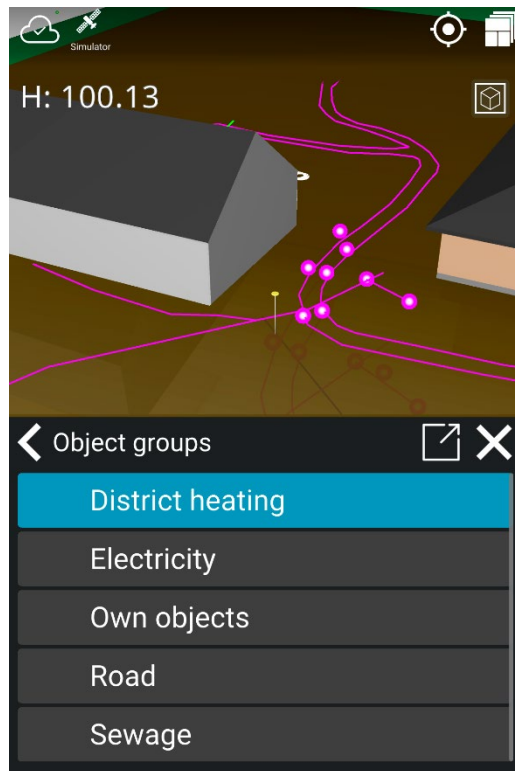 Simulator
H: 100.13
Object groups
District heating
Electricity
Own objects
Road
Sewage